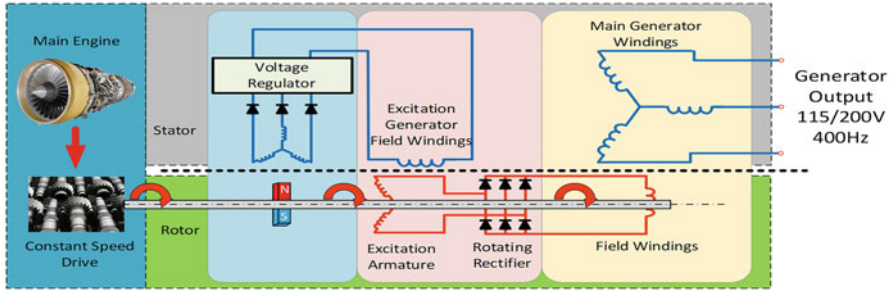 Main Engine
Constant Speed
Drive
Stator
Rotor
Voltage
Regulator
N
S
Excitation
Generator
Field Windings
Excitation
Armature
Rotating
Rectifier
Main Generator
Windings
Field Windings
Generator
Output
115/200V
400Hz